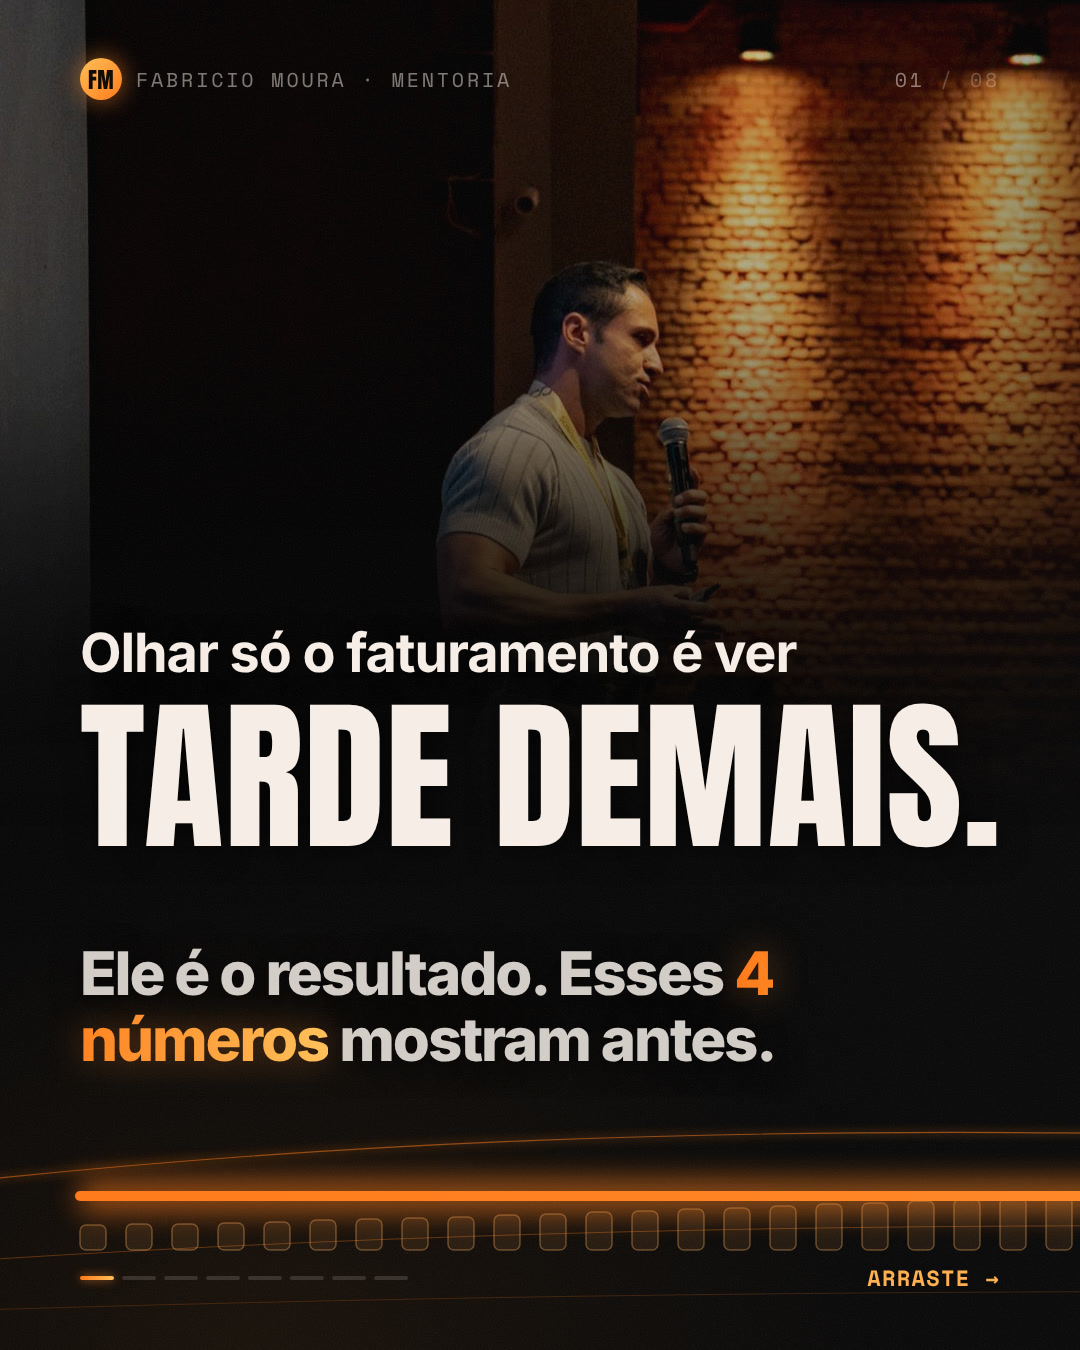 FM FABRICIO MOURA · MENTORIA
01 / 08
Olhar só o faturamento é ver
TARDE DEMAIS.
Ele é o resultado. Esses 4
números mostram antes.
ARRASTE →